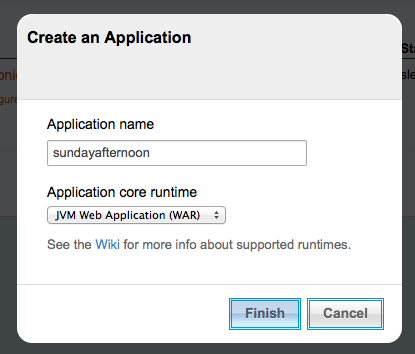 Create an Application
Application name
sundayafternoon
Application core runtime
JVM Web Application (WAR)
See the Wiki for more info about supported runtimes.
Finish
Cancel